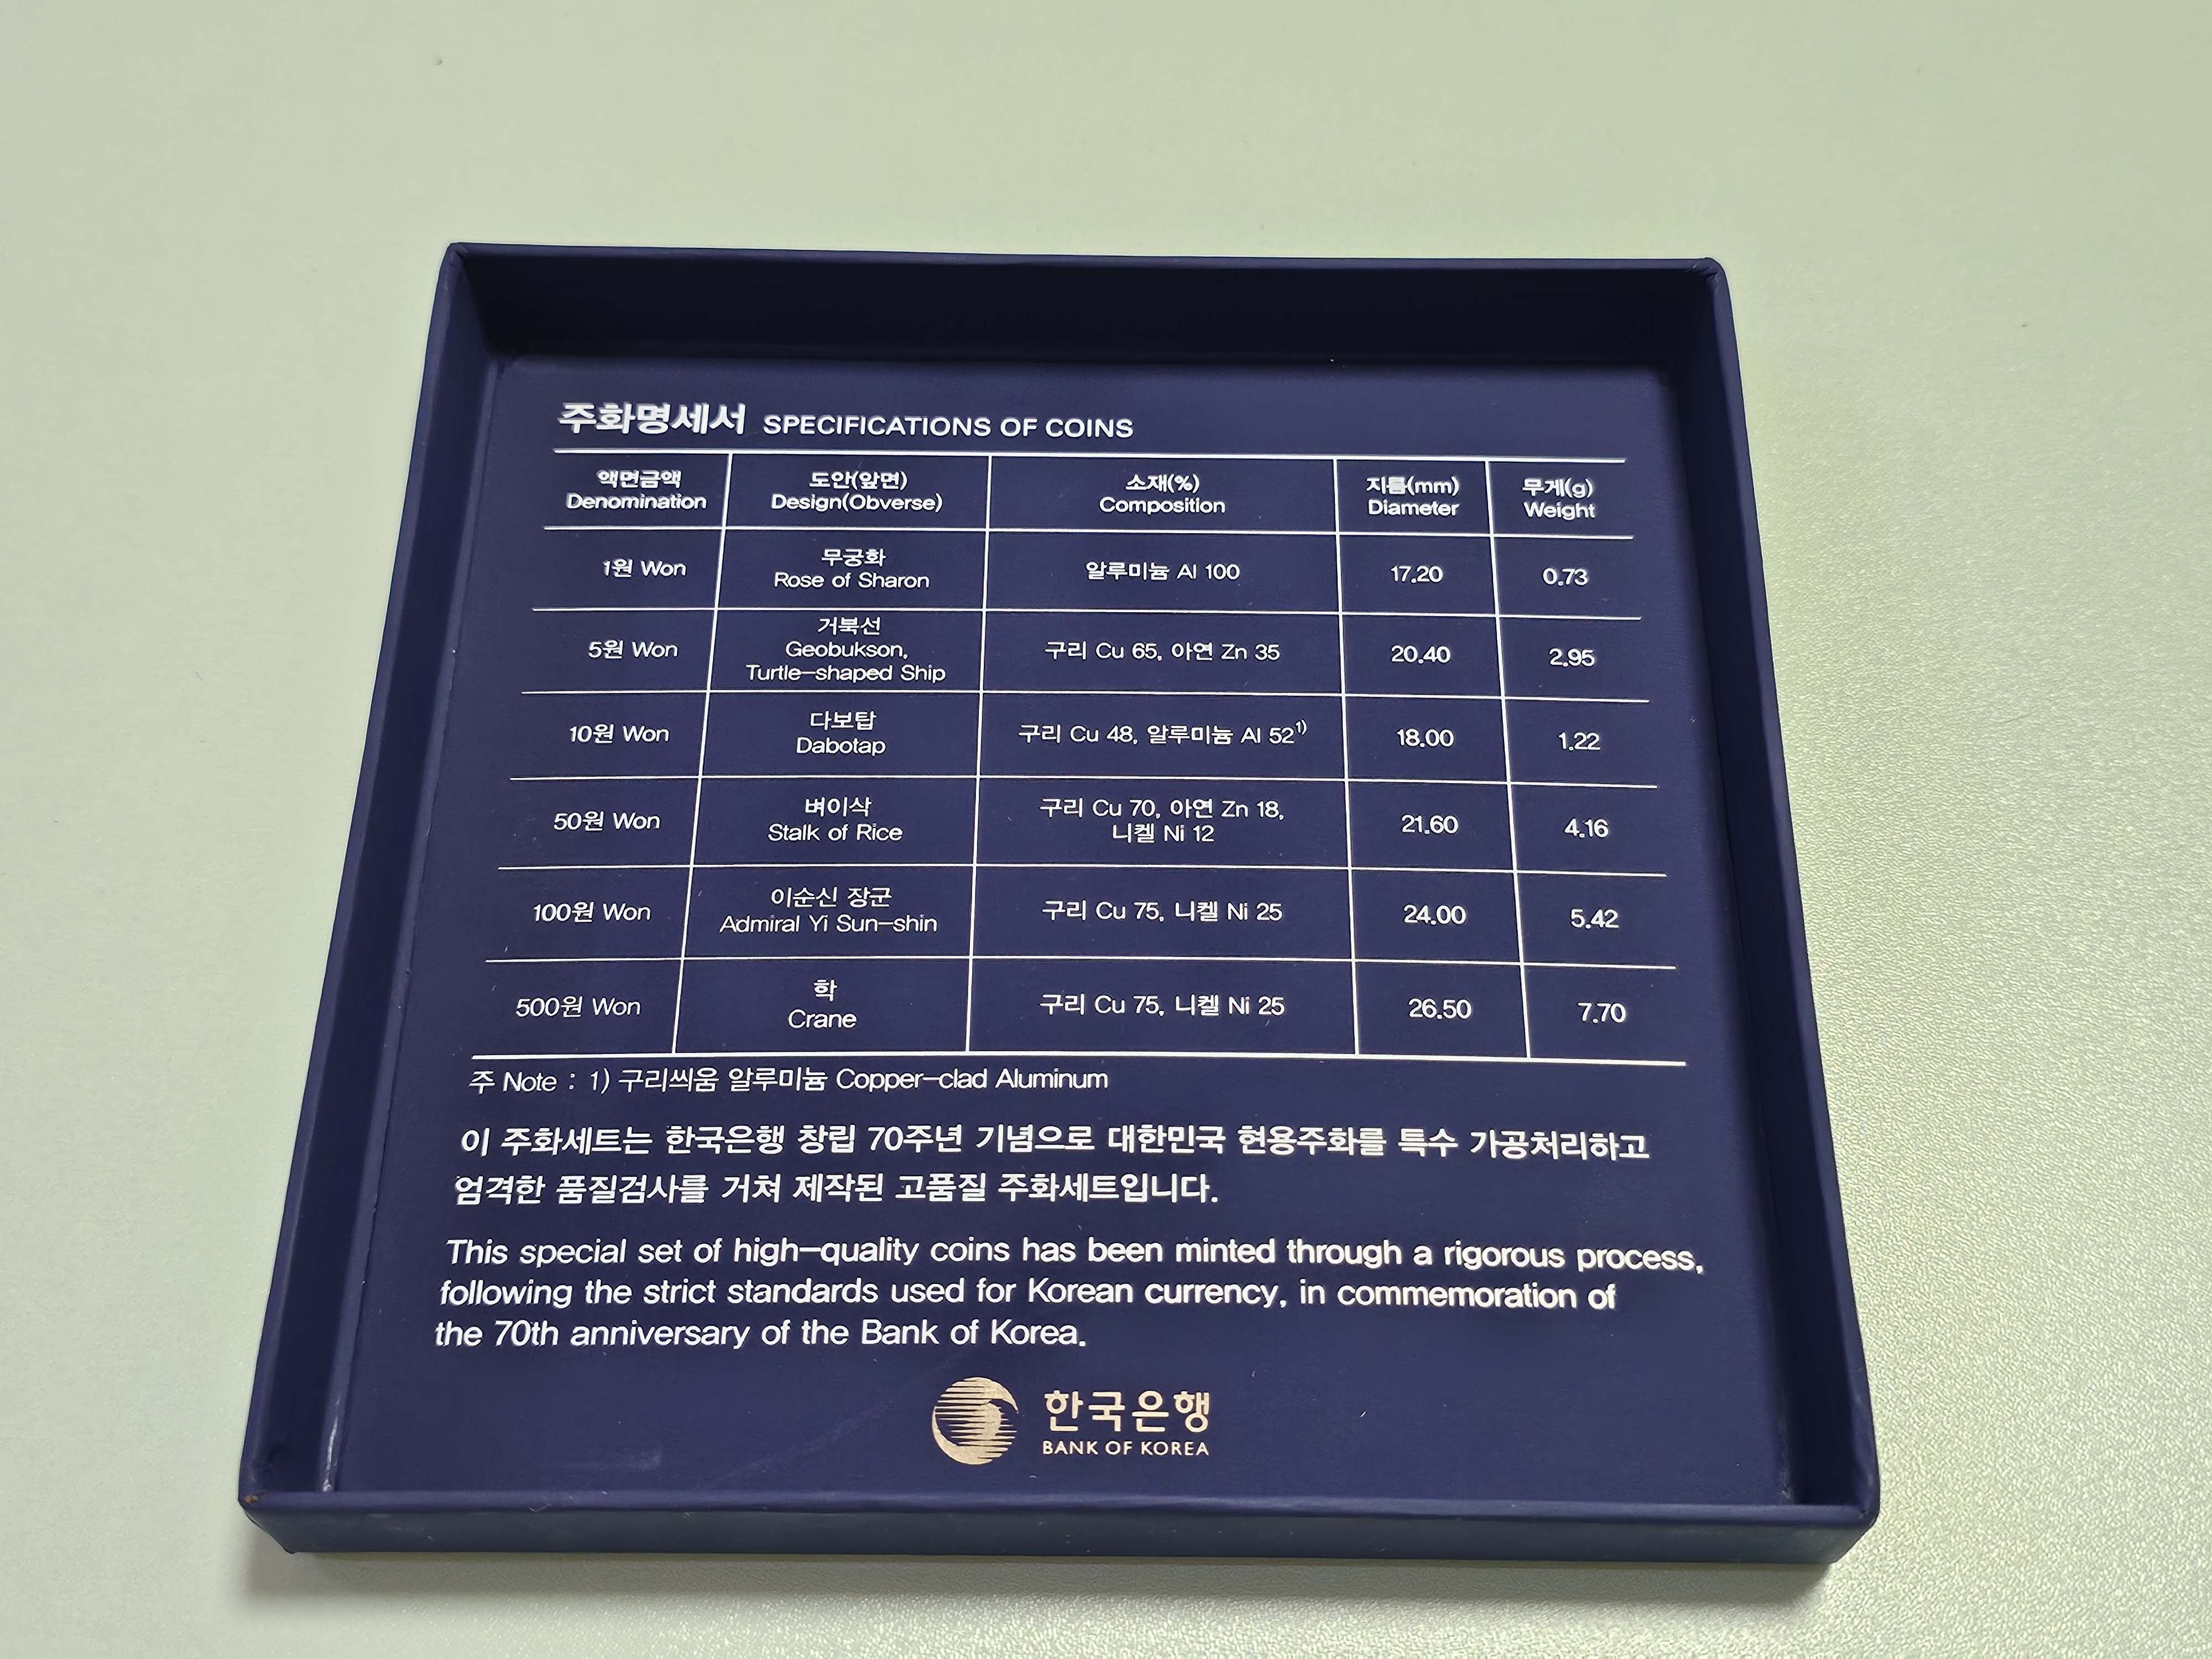 주화명세서 SPECIFICATIONS OF COINS
액면금액 도안(앞면) 소재(%) 지름(mm) 무게(g)
Denomination Design(Obverse) Composition Diameter Weight
무궁화
1원 Won Rose of Sharon 알루미늄 Al 100 17.20 0.73
거북선
5원 Won Geobukson, 구리 Cu 65, 아연 Zn 35 20.40 2.95
Turtle-shaped Ship
다보탑
10원 Won Dabotap 구리 Cu 48, 알루미늄 Al 52¹⁾ 18.00 1.22
벼이삭 구리 Cu 70, 아연 Zn 18,
50원 Won Stalk of Rice 니켈 Ni 12 21.60 4.16
이순신 장군
100원 Won Admiral Yi Sun-shin 구리 Cu 75, 니켈 Ni 25 24.00 5.42
학
500원 Won Crane 구리 Cu 75, 니켈 Ni 25 26.50 7.70
주 Note : 1) 구리씌움 알루미늄 Copper-clad Aluminum
이 주화세트는 한국은행 창립 70주년 기념으로 대한민국 현용주화를 특수 가공처리하고
엄격한 품질검사를 거쳐 제작된 고품질 주화세트입니다.
This special set of high-quality coins has been minted through a rigorous process,
following the strict standards used for Korean currency, in commemoration of
the 70th anniversary of the Bank of Korea.
한국은행
BANK OF KOREA